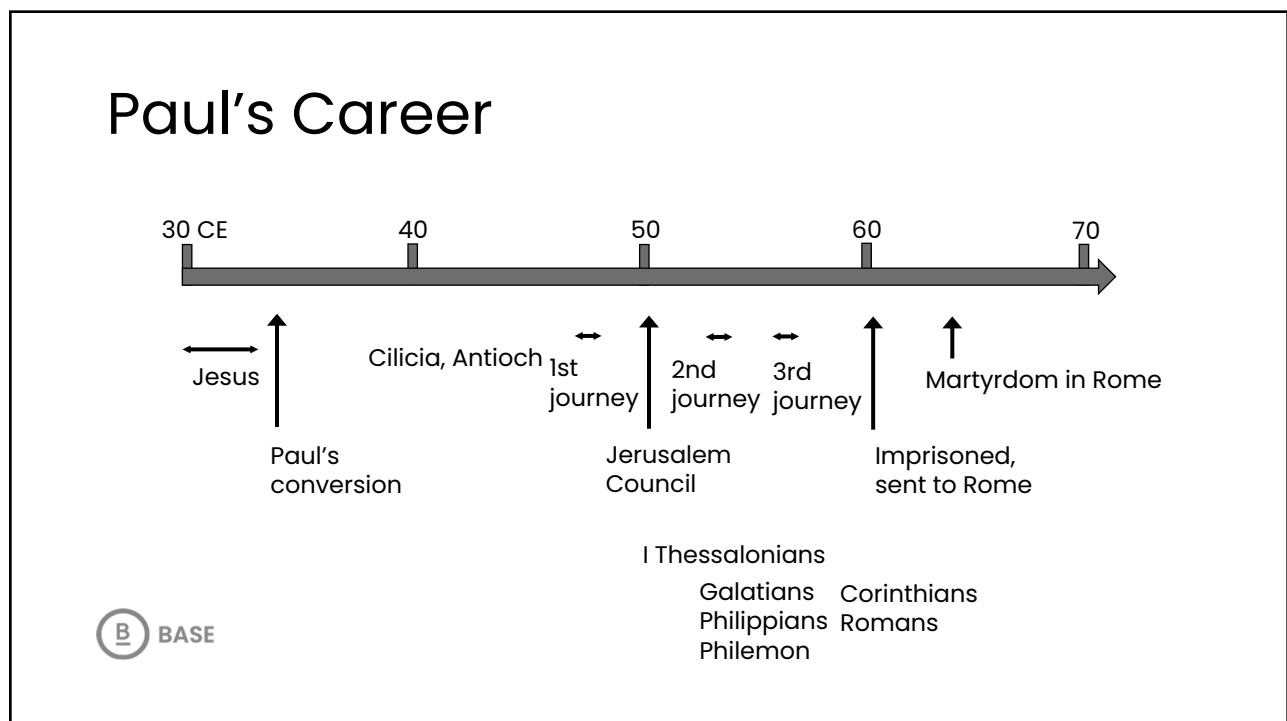 Paul's Career
30 CE
40
50
60
70
Jesus
Cilicia, Antioch
1st
journey
2nd
journey
3rd
journey
Martyrdom in Rome
Paul's
conversion
Jerusalem
Council
Imprisoned,
sent to Rome
I Thessalonians
Galatians
Philippians
Philemon
Corinthians
Romans
B BASE